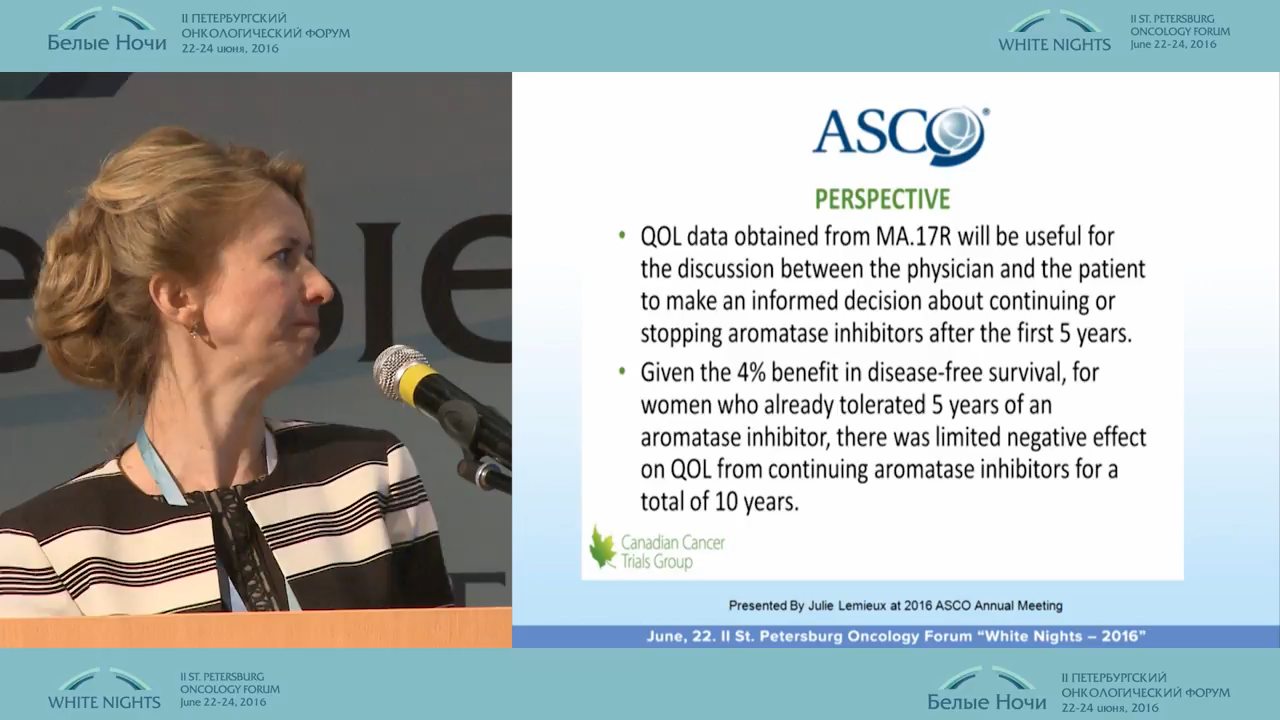 II ПЕТЕРБУРГСКИЙ
ОНКОЛОГИЧЕСКИЙ ФОРУМ
Белые Ночи
22-24 июня, 2016
II ST. PETERSBURG
ONCOLOGY FORUM
WHITE NIGHTS
June 22-24, 2016
ASCO®
PERSPECTIVE
• QOL data obtained from MA.17R will be useful for
the discussion between the physician and the patient
to make an informed decision about continuing or
stopping aromatase inhibitors after the first 5 years.
• Given the 4% benefit in disease-free survival, for
women who already tolerated 5 years of an
aromatase inhibitor, there was limited negative effect
on QOL from continuing aromatase inhibitors for a
total of 10 years.
Canadian Cancer
Trials Group
Presented By Julie Lemieux at 2016 ASCO Annual Meeting
June, 22. II St. Petersburg Oncology Forum “White Nights – 2016”
II ST. PETERSBURG
ONCOLOGY FORUM
WHITE NIGHTS
June 22-24, 2016
II ПЕТЕРБУРГСКИЙ
ОНКОЛОГИЧЕСКИЙ ФОРУМ
Белые Ночи
22-24 июня, 2016